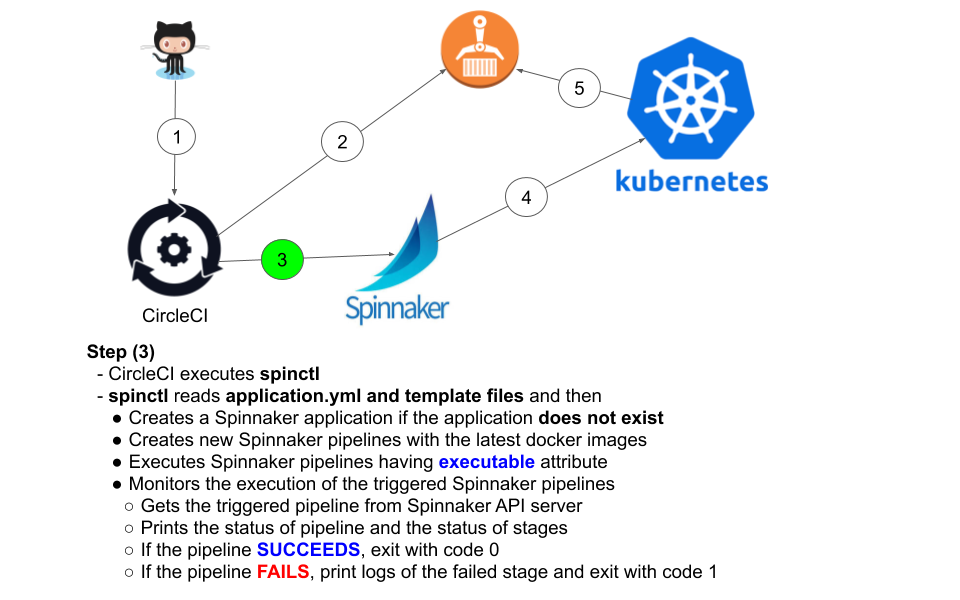 1
2
5
kubernetes
4
3
Spinnaker
CircleCI
Step (3)
- CircleCI executes spinctl
- spinctl reads application.yml and template files and then
● Creates a Spinnaker application if the application does not exist
● Creates new Spinnaker pipelines with the latest docker images
● Executes Spinnaker pipelines having executable attribute
● Monitors the execution of the triggered Spinnaker pipelines
○ Gets the triggered pipeline from Spinnaker API server
○ Prints the status of pipeline and the status of stages
○ If the pipeline SUCCEEDS, exit with code 0
○ If the pipeline FAILS, print logs of the failed stage and exit with code 1